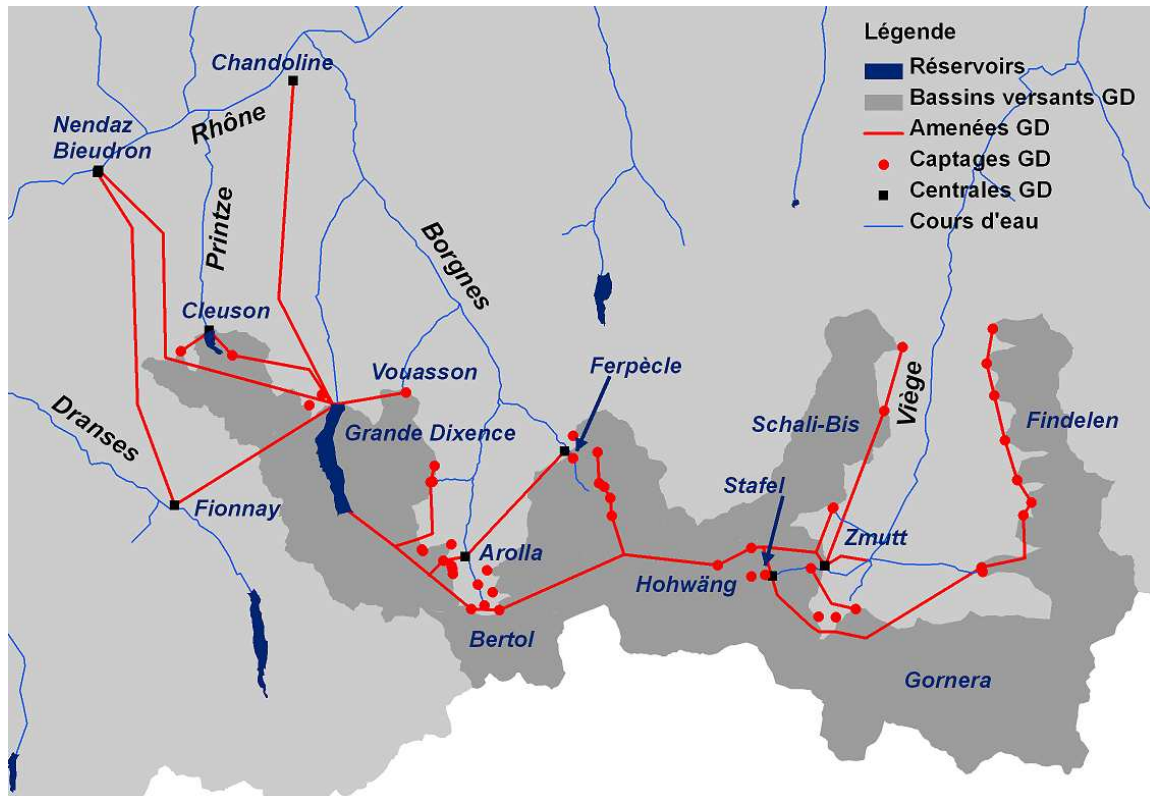 Légende
Réservoirs
Bassins versants GD
Amenées GD
Captages GD
Centrales GD
Cours d'eau
Chandoline
Nendaz
Bieudron
Rhône
Printze
Borgnes
Cleuson
Vouasson
Ferpècle
Dransес
Grande Dixence
Schali-Bis
Viège
Findelen
Fionnay
Stafel
Arolla
Zmutt
Hohwäng
Bertol
Gornera